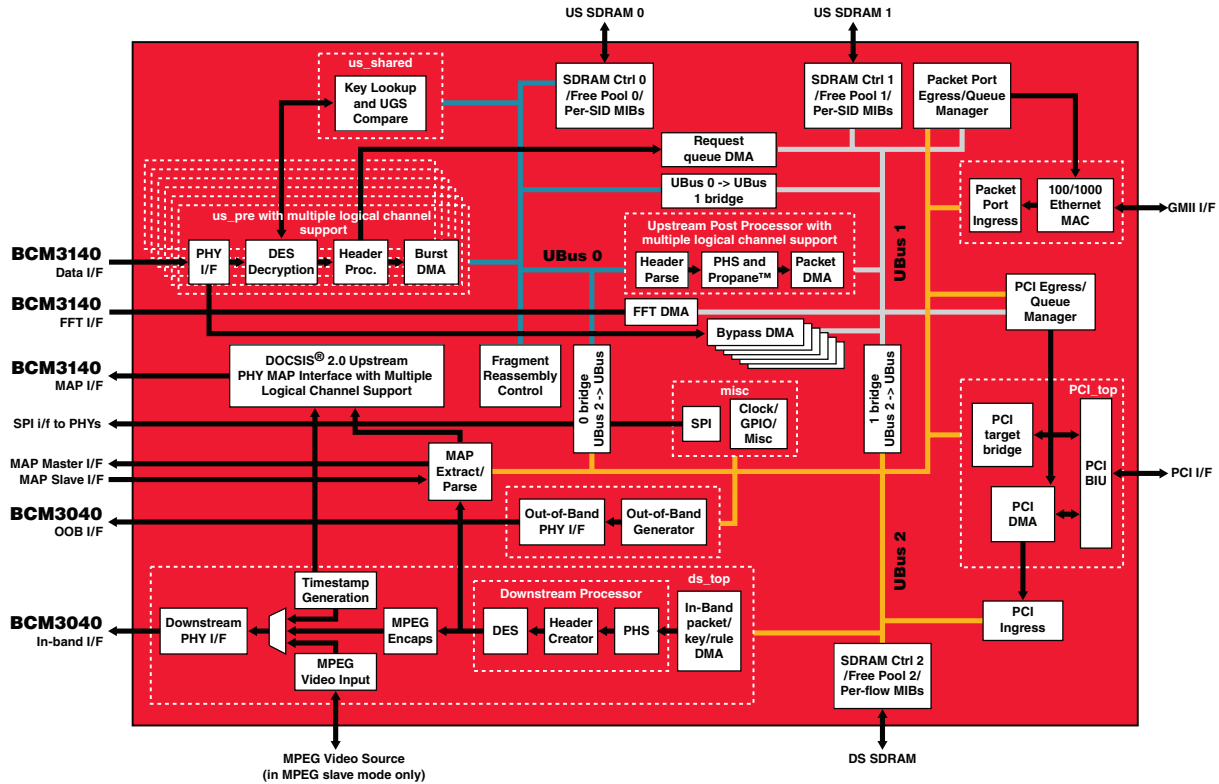 US SDRAM 0
US SDRAM 1
us_shared
Key Lookup
and UGS
Compare
SDRAM Ctrl 0
/Free Pool 0/
Per-SID MIBs
SDRAM Ctrl 1
/Free Pool 1/
Per-SID MIBs
Packet Port
Egress/Queue
Manager
Request
queue DMA
UBus 0 -> UBus
1 bridge
Packet
Port
Ingress
100/1000
Ethernet
MAC
GMII I/F
us_pre with multiple logical channel
support
PHY
I/F
DES
Decryption
Header
Proc.
Burst
DMA
BCM3140
Data I/F
UBus 0
Upstream Post Processor with
multiple logical channel support
Header
Parse
PHS and
Propane™
Packet
DMA
UBus 1
BCM3140
FFT I/F
FFT DMA
Bypass DMA
PCI Egress/
Queue
Manager
BCM3140
MAP I/F
DOCSIS® 2.0 Upstream
PHY MAP Interface with Multiple
Logical Channel Support
Fragment
Reassembly
Control
UBus 2 -> UBus
0 bridge
misc
SPI
Clock/
GPIO/
Misc
UBus 2 -> UBus
1 bridge
PCI_top
PCI
target
bridge
PCI
BIU
PCI I/F
PCI
DMA
SPI i/f to PHYs
MAP Master I/F
MAP Slave I/F
MAP
Extract/
Parse
BCM3040
OOB I/F
Out-of-Band
PHY I/F
Out-of-Band
Generator
UBus 2
ds_top
Timestamp
Generation
Downstream Processor
BCM3040
In-band I/F
Downstream
PHY I/F
MPEG
Encaps
DES
Header
Creator
PHS
In-Band
packet/
key/rule
DMA
PCI
Ingress
MPEG
Video Input
SDRAM Ctrl 2
/Free Pool 2/
Per-flow MIBs
MPEG Video Source
(in MPEG slave mode only)
DS SDRAM